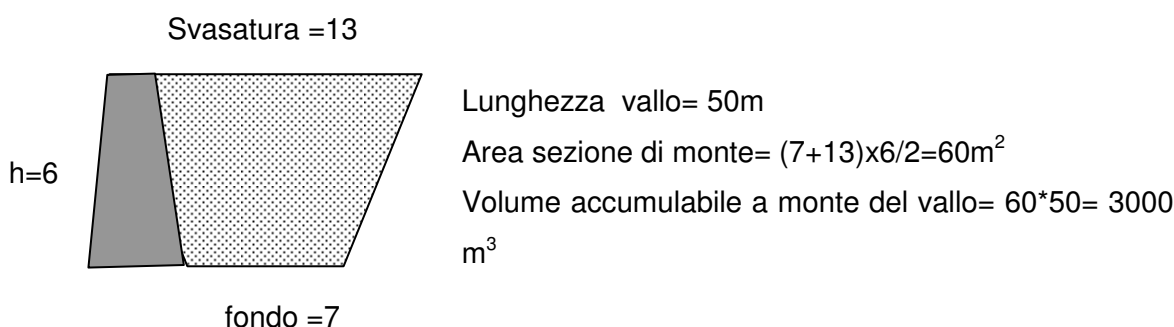 Svasatura =13
h=6
Lunghezza vallo= 50m
Area sezione di monte= (7+13)x6/2=60m²
Volume accumulabile a monte del vallo= 60*50= 3000
m³
fondo =7